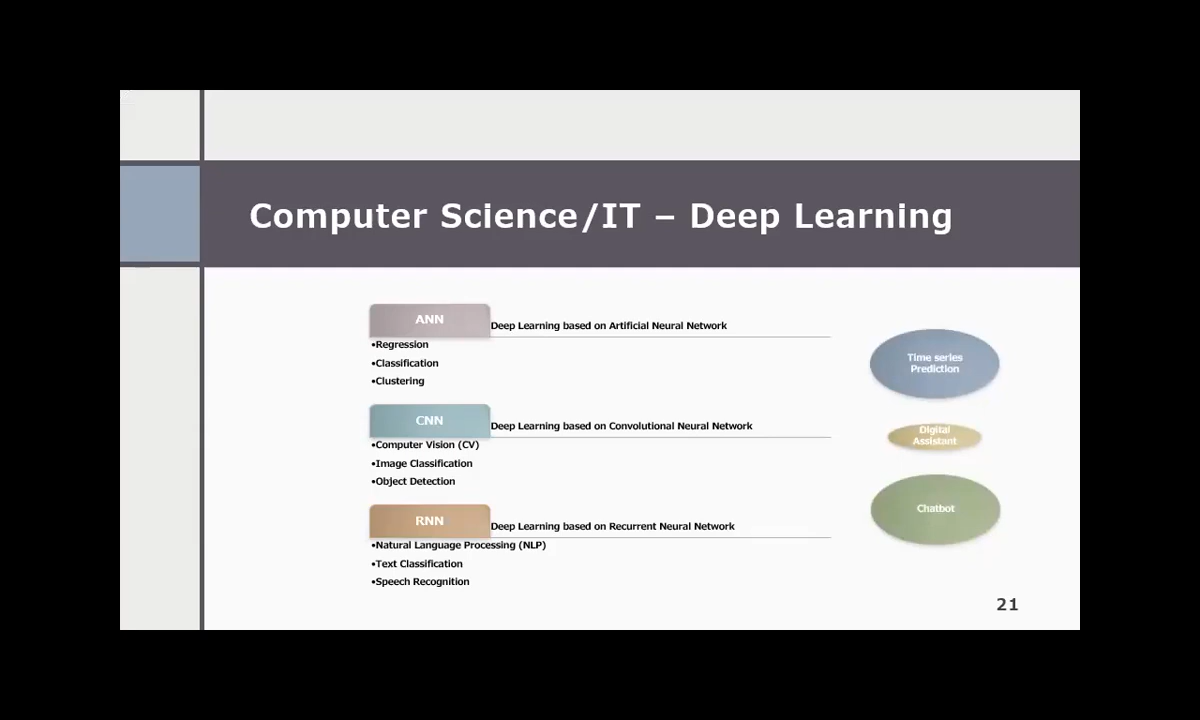 Computer Science/IT – Deep Learning
ANN
Deep Learning based on Artificial Neural Network
•Regression
•Classification
•Clustering
CNN
Deep Learning based on Convolutional Neural Network
•Computer Vision (CV)
•Image Classification
•Object Detection
RNN
Deep Learning based on Recurrent Neural Network
•Natural Language Processing (NLP)
•Text Classification
•Speech Recognition
Time series
Prediction
Digital
Assistant
Chatbot
21